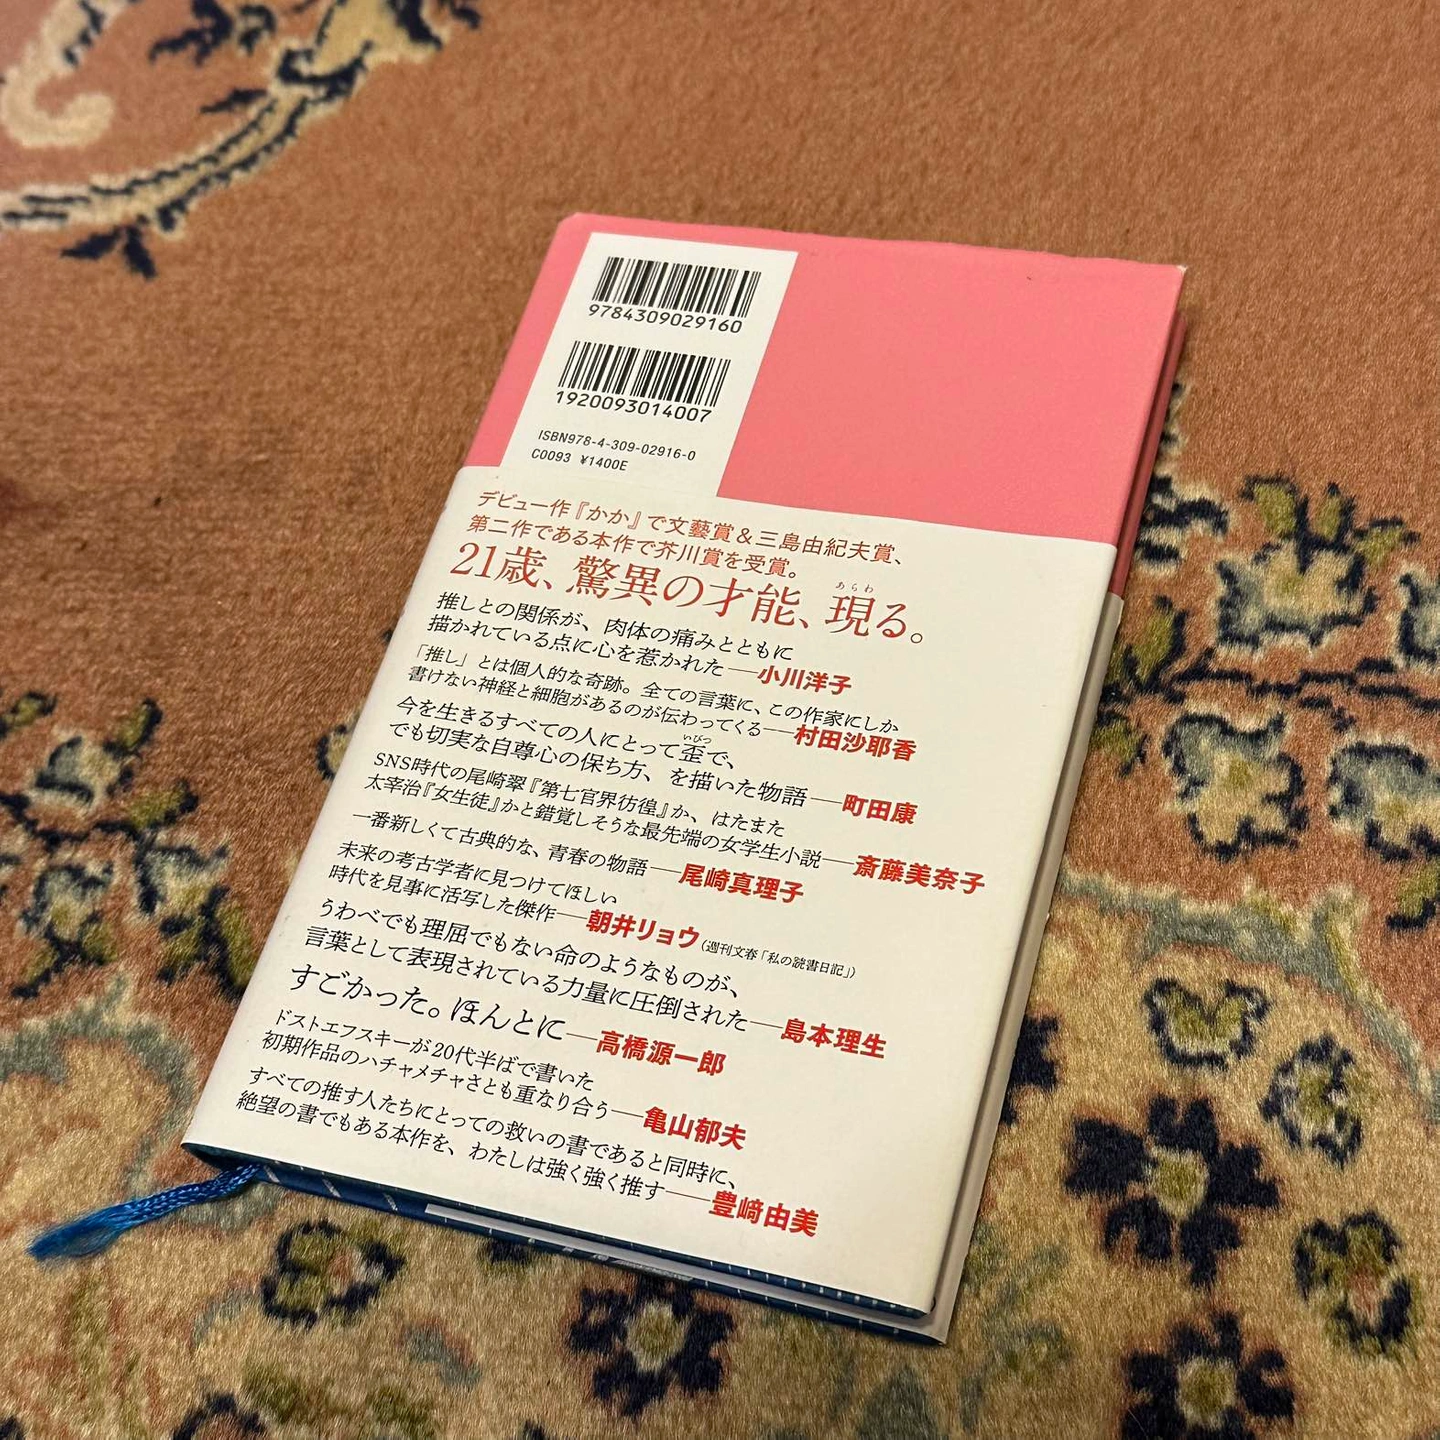 9784309029160
1920093014007
ISBN978-4-309-02916-0
C0093 ¥1400E
デビュー作『かか』で文藝賞&三島由紀夫賞、
第二作である本作で芥川賞を受賞。
21歳、驚異の才能、現る。
あらわ
推しとの関係が、肉体の痛みとともに
描かれている点に心を惹かれた——小川洋子
「推し」とは個人的な奇跡。全ての言葉に、この作家にしか
書けない神経と細胞があるのが伝わってくる——村田沙耶香
今を生きるすべての人にとって歪で、
いびつ
でも切実な自尊心の保ち方、を描いた物語——町田康
SNS時代の尾崎翠『第七官界彷徨』か、はたまた
太宰治『女生徒』かと錯覚しそうな最先端の女学生小説——斎藤美奈子
一番新しくて古典的な、青春の物語——尾崎真理子
未来の考古学者に見つけてほしい
時代を見事に活写した傑作——朝井リョウ(週刊文春「私の読書日記」)
うわべでも理屈でもない命のようなものが、
言葉として表現されている力量に圧倒された——島本理生
すごかった。ほんとに——高橋源一郎
ドストエフスキーが20代半ばで書いた
初期作品のハチャメチャさとも重なり合う——亀山郁夫
すべての推す人たちにとっての救いの書であると同時に、
絶望の書でもある本作を、わたしは強く強く推す——豊﨑由美